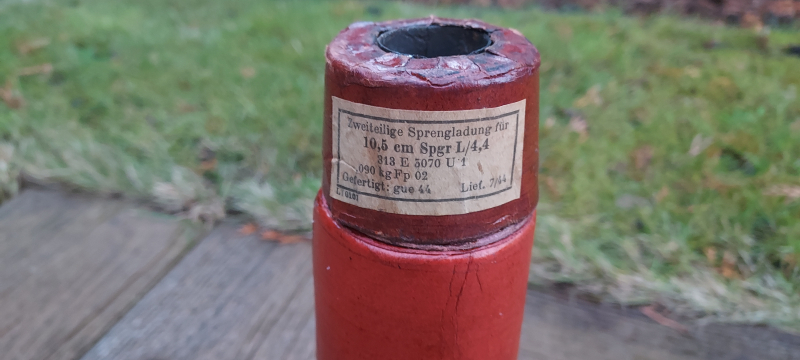 Zweiteilige Sprengladung für
10,5 cm Spgr L/4,4
313 E 5070 U 1
,090 kg Fp 02
Gefertigt: gue 44 Lief. 7/44